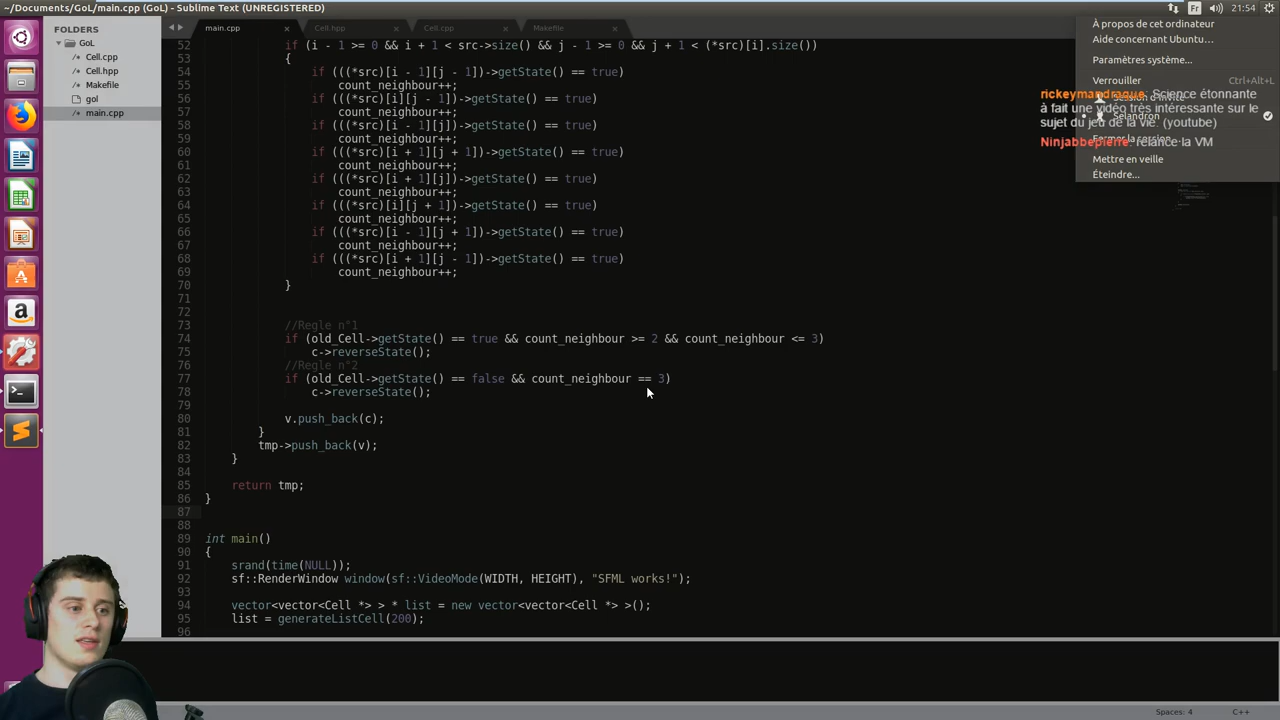 ~/Documents/GoL/main.cpp (GoL) - Sublime Text (UNREGISTERED)
Fr
21:54
FOLDERS
GoL
Cell.cpp
Cell.hpp
Makefile
gol
main.cpp
main.cpp
Cell.hpp
Cell.cpp
Makefile
52 if (i - 1 >= 0 && i + 1 < src->size() && j - 1 >= 0 && j + 1 < (*src)[i].size())
53 {
54 if (((*src)[i - 1][j - 1])->getState() == true)
55 count_neighbour++;
56 if (((*src)[i][j - 1])->getState() == true)
57 count_neighbour++;
58 if (((*src)[i - 1][j])->getState() == true)
59 count_neighbour++;
60 if (((*src)[i + 1][j + 1])->getState() == true)
61 count_neighbour++;
62 if (((*src)[i + 1][j])->getState() == true)
63 count_neighbour++;
64 if (((*src)[i][j + 1])->getState() == true)
65 count_neighbour++;
66 if (((*src)[i - 1][j + 1])->getState() == true)
67 count_neighbour++;
68 if (((*src)[i + 1][j - 1])->getState() == true)
69 count_neighbour++;
70 }
71
72
73 //Regle n°1
74 if (old_Cell->getState() == true && count_neighbour >= 2 && count_neighbour <= 3)
75 c->reverseState();
76 //Regle n°2
77 if (old_Cell->getState() == false && count_neighbour == 3)
78 c->reverseState();
79
80 v.push_back(c);
81 }
82 tmp->push_back(v);
83 }
84
85 return tmp;
86 }
87
88
89 int main()
90 {
91 srand(time(NULL));
92 sf::RenderWindow window(sf::VideoMode(WIDTH, HEIGHT), "SFML works!");
93
94 vector<vector<Cell *> > * list = new vector<vector<Cell *> >();
95 list = generateListCell(200);
96
À propos de cet ordinateur
Aide concernant Ubuntu…
Paramètres système…
Verrouiller Ctrl+Alt+L
Session d'invité
Selandron
Fermer la session…
Mettre en veille
Éteindre…
rickeymandraque: Science étonnante
à fait une vidéo très intéressante sur le
sujet du jeu de la vie. (youtube)
Ninjabbepierre: relance la VM
Spaces: 4
C++